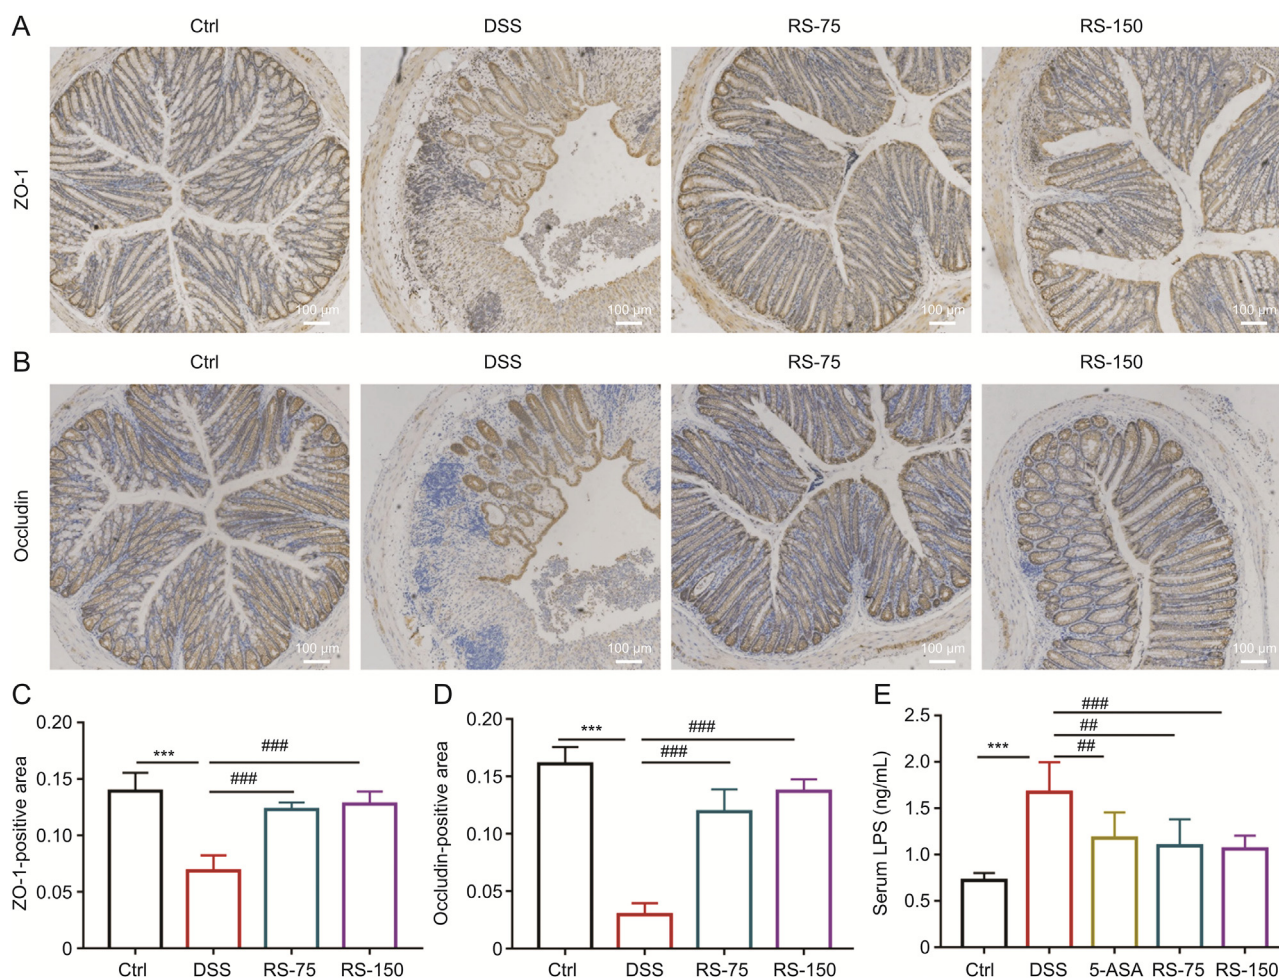 A
Ctrl DSS RS-75 RS-150
ZO-1
100 μm 100 μm 100 μm 100 μm
B
Ctrl DSS RS-75 RS-150
Occludin
100 μm 100 μm 100 μm 100 μm
C
ZO-1-positive area
0.20
0.15
0.10
0.05
0
***
###
###
Ctrl DSS RS-75 RS-150
D
Occludin-positive area
0.20
0.15
0.10
0.05
0
***
###
###
Ctrl DSS RS-75 RS-150
E
Serum LPS (ng/mL)
2.5
2.0
1.5
1.0
0.5
0
***
###
##
##
Ctrl DSS 5-ASA RS-75 RS-150